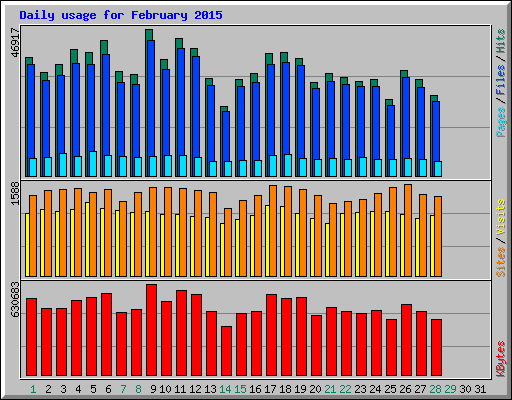 Daily usage for February 2015
46917
Pages / Files / Hits
1588
Sites / Visits
630683
KBytes
1 2 3 4 5 6 7 8 9 10 11 12 13 14 15 16 17 18 19 20 21 22 23 24 25 26 27 28 29 30 31